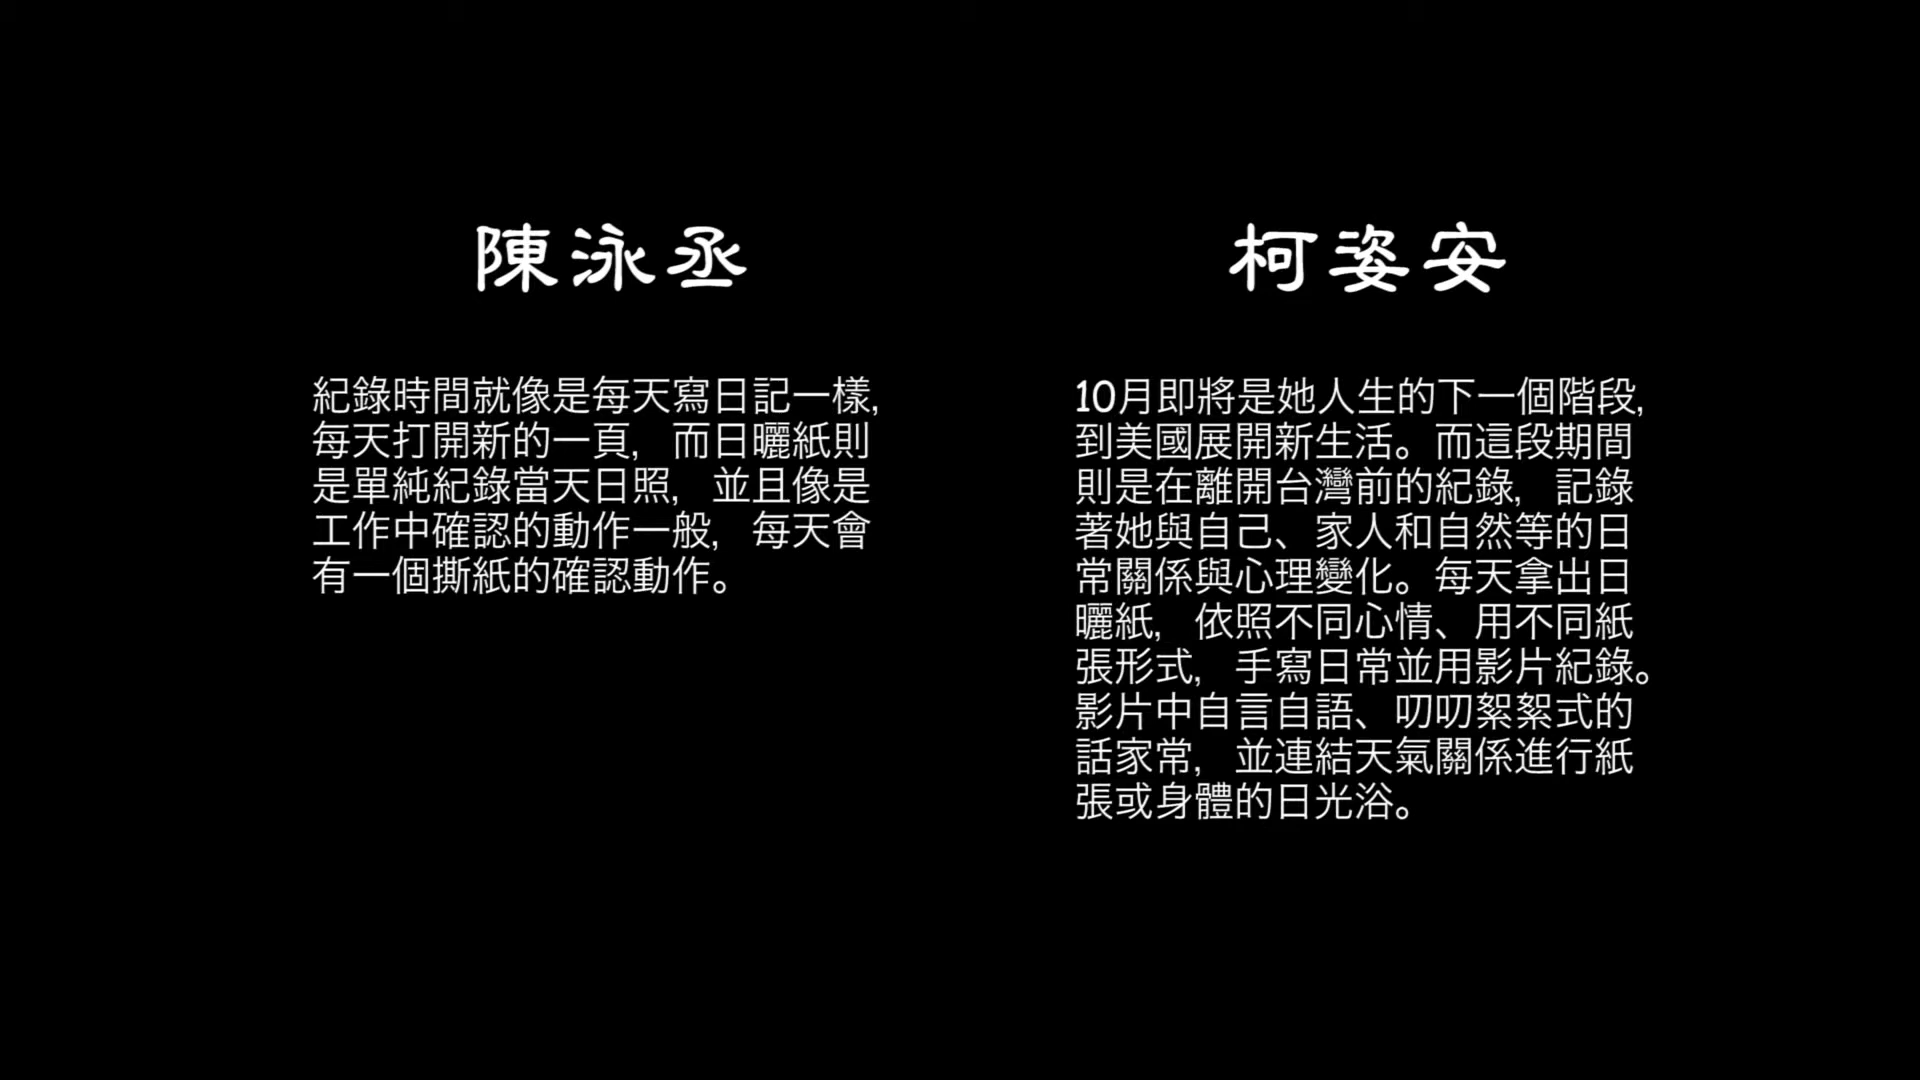 陳泳丞
紀錄時間就像是每天寫日記一樣,
每天打開新的一頁, 而日曬紙則
是單純紀錄當天日照, 並且像是
工作中確認的動作一般, 每天會
有一個撕紙的確認動作。
柯姿安
10月即將是她人生的下一個階段,
到美國展開新生活。而這段期間
則是在離開台灣前的紀錄, 記錄
著她與自己、家人和自然等的日
常關係與心理變化。每天拿出日
曬紙, 依照不同心情、用不同紙
張形式, 手寫日常並用影片紀錄。
影片中自言自語、叨叨絮絮式的
話家常, 並連結天氣關係進行紙
張或身體的日光浴。